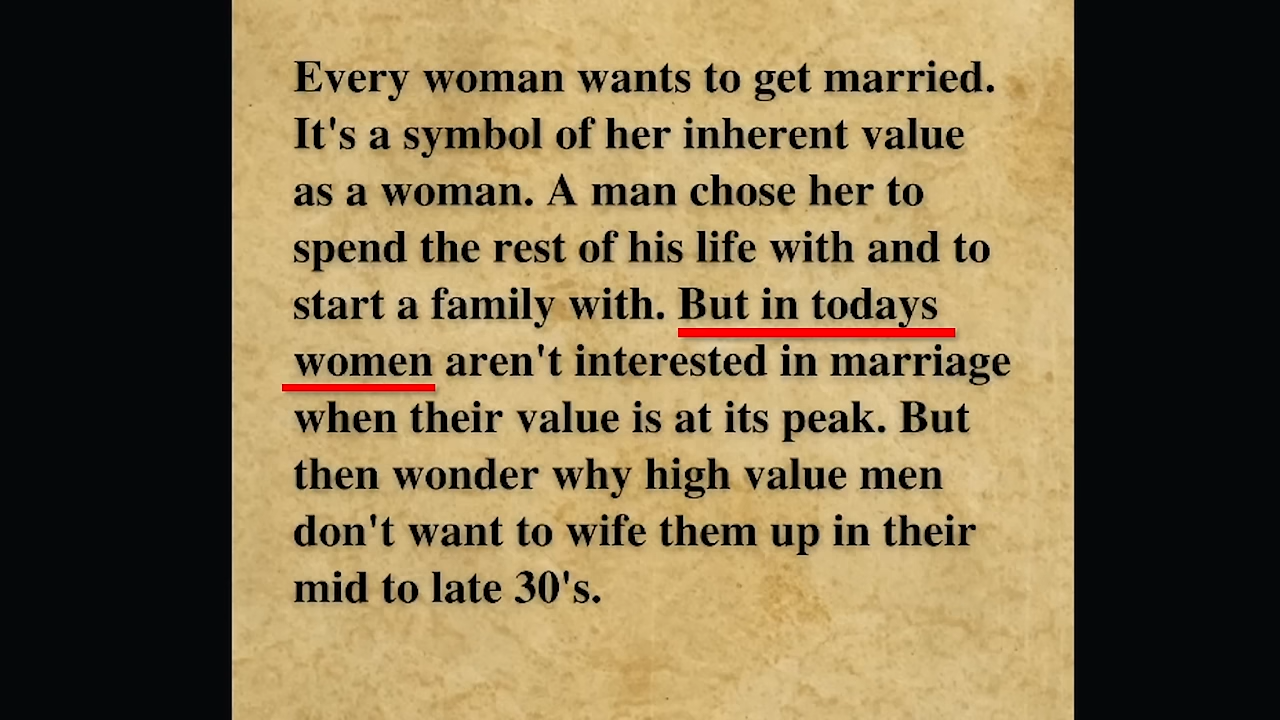 Every woman wants to get married.
It's a symbol of her inherent value
as a woman. A man chose her to
spend the rest of his life with and to
start a family with. But in todays
women aren't interested in marriage
when their value is at its peak. But
then wonder why high value men
don't want to wife them up in their
mid to late 30's.